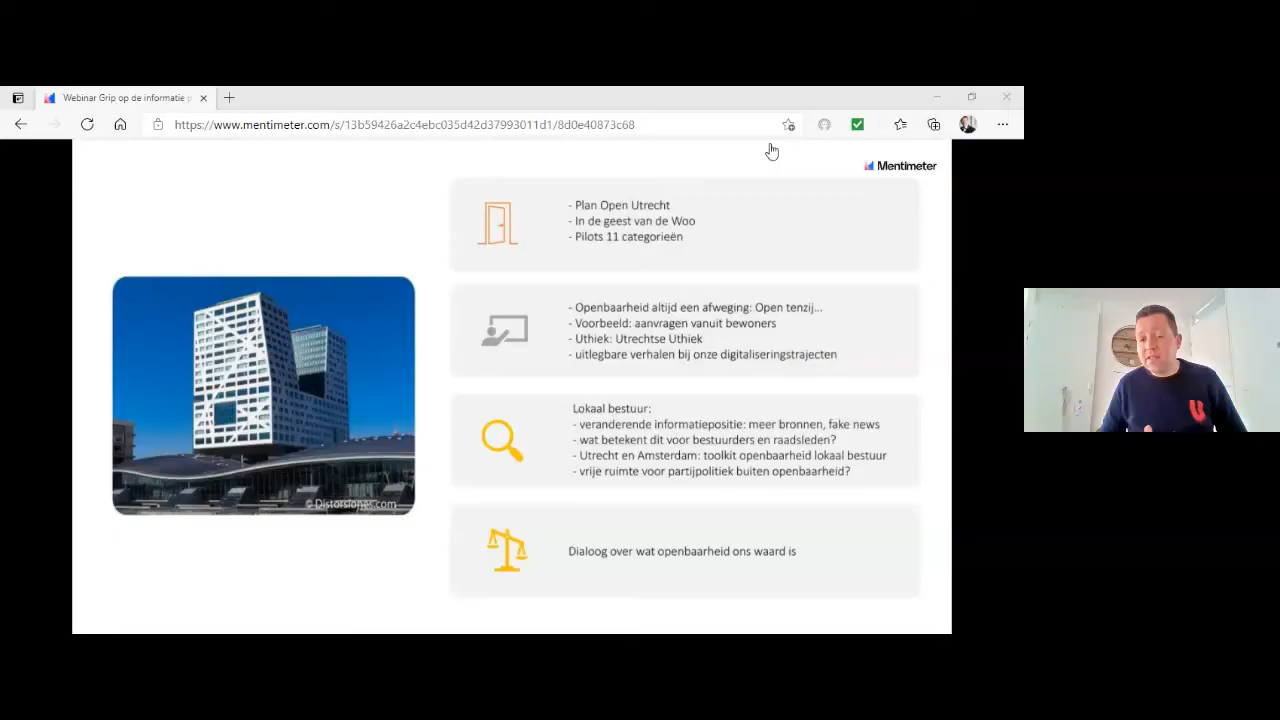 Webinar Grip op de informatie p
https://www.mentimeter.com/s/13b59426a2c4ebc035d42d37993011d1/8d0e40873c68
Mentimeter
- Plan Open Utrecht
- In de geest van de Woo
- Pilots 11 categorieën
- Openbaarheid altijd een afweging: Open tenzij...
- Voorbeeld: aanvragen vanuit bewoners
- Uthiek: Utrechtse Uthiek
- uitlegbare verhalen bij onze digitaliseringstrajecten
Lokaal bestuur:
- veranderende informatiepositie: meer bronnen, fake news
- wat betekent dit voor bestuurders en raadsleden?
- Utrecht en Amsterdam: toolkit openbaarheid lokaal bestuur
- vrije ruimte voor partijpolitiek buiten openbaarheid?
© Distorsiones.com
Dialoog over wat openbaarheid ons waard is